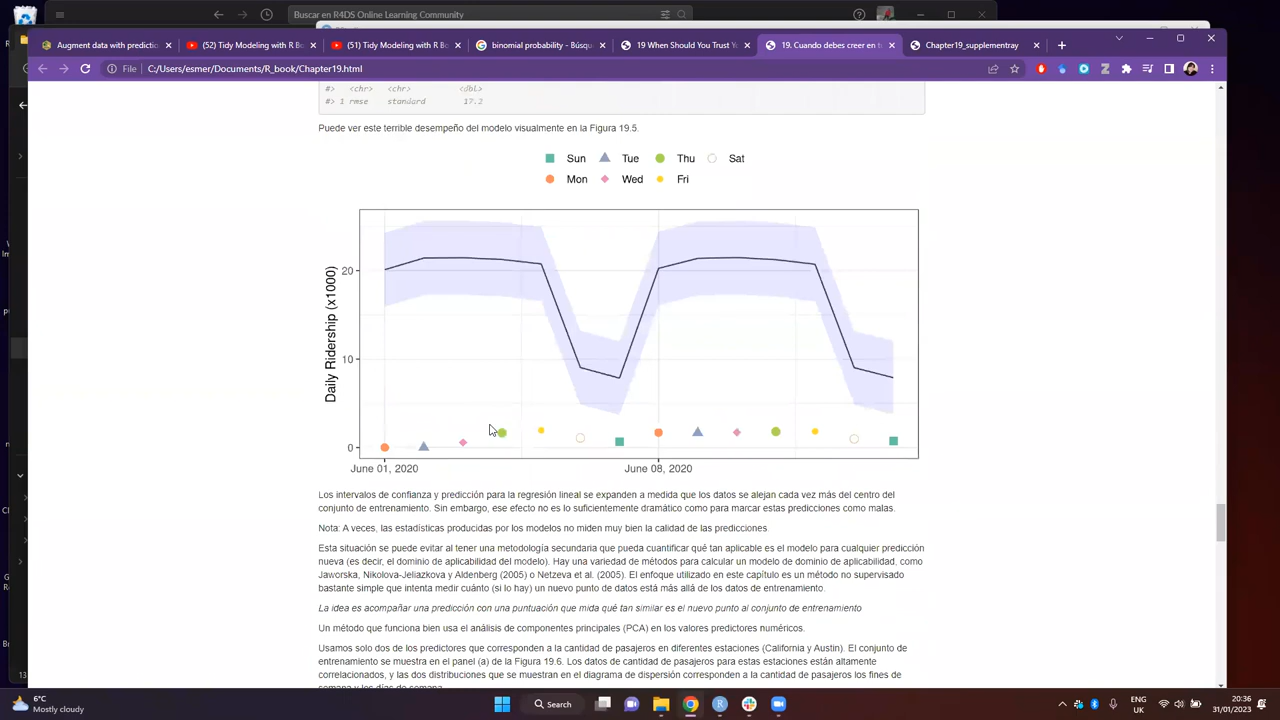 Buscar en R4DS Online Learning Community
Augment data with predictio
(52) Tidy Modeling with R Bo
(51) Tidy Modeling with R Bo
binomial probability - Búsqu
19 When Should You Trust Y
19. Cuando debes creer en t
Chapter19_supplementray
File
C:/Users/esmer/Documents/R_book/Chapter19.html
#> <chr> <chr> <dbl>
#> 1 rmse standard 17.2
Puede ver este terrible desempeño del modelo visualmente en la Figura 19.5.
Sun Tue Thu Sat
Mon Wed Fri
Daily Ridership (x1000)
20
10
0
June 01, 2020 June 08, 2020
Los intervalos de confianza y predicción para la regresión lineal se expanden a medida que los datos se alejan cada vez más del centro del
conjunto de entrenamiento. Sin embargo, ese efecto no es lo suficientemente dramático como para marcar estas predicciones como malas.
Nota: A veces, las estadísticas producidas por los modelos no miden muy bien la calidad de las predicciones.
Esta situación se puede evitar al tener una metodología secundaria que pueda cuantificar qué tan aplicable es el modelo para cualquier predicción
nueva (es decir, el dominio de aplicabilidad del modelo). Hay una variedad de métodos para calcular un modelo de dominio de aplicabilidad, como
Jaworska, Nikolova-Jeliazkova y Aldenberg (2005) o Netzeva et al. (2005). El enfoque utilizado en este capítulo es un método no supervisado
bastante simple que intenta medir cuánto (si lo hay) un nuevo punto de datos está más allá de los datos de entrenamiento.
La idea es acompañar una predicción con una puntuación que mida qué tan similar es el nuevo punto al conjunto de entrenamiento
Un método que funciona bien usa el análisis de componentes principales (PCA) en los valores predictores numéricos.
Usamos solo dos de los predictores que corresponden a la cantidad de pasajeros en diferentes estaciones (California y Austin). El conjunto de
entrenamiento se muestra en el panel (a) de la Figura 19.6. Los datos de cantidad de pasajeros para estas estaciones están altamente
correlacionados, y las dos distribuciones que se muestran en el diagrama de dispersión corresponden a la cantidad de pasajeros los fines de
semana y los días de semana.
6°C
Mostly cloudy
Search
ENG
UK
20:36
31/01/2023